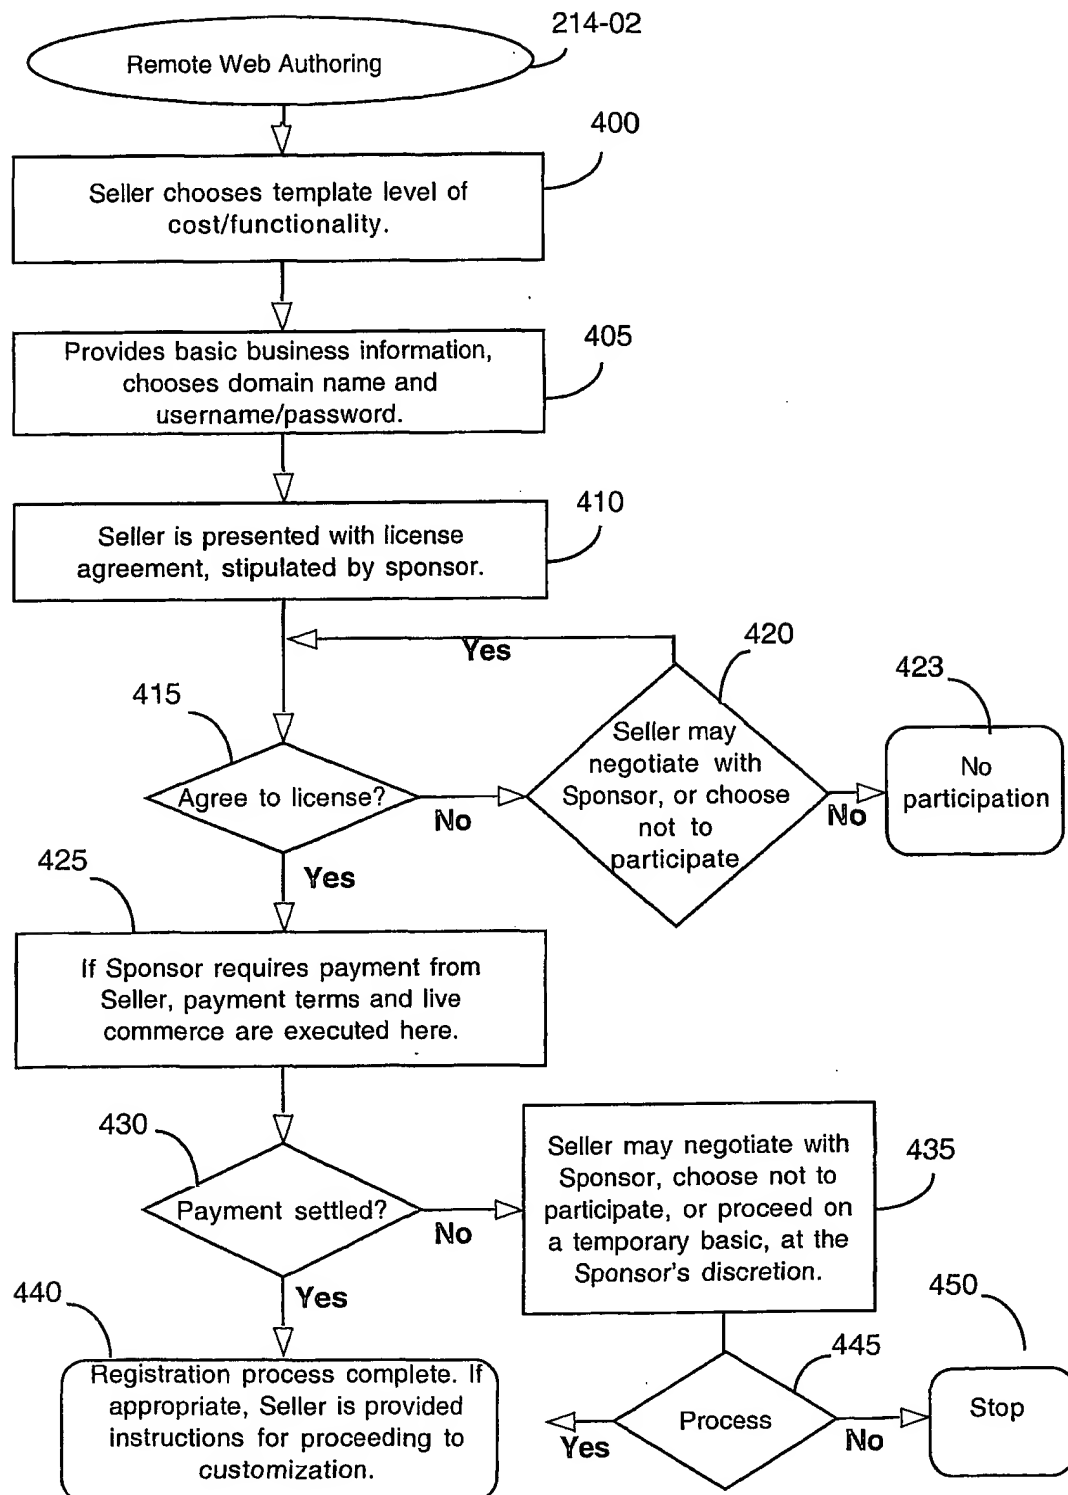 214-02
Remote Web Authoring
400
Seller chooses template level of
cost/functionality.
405
Provides basic business information,
chooses domain name and
username/password.
410
Seller is presented with license
agreement, stipulated by sponsor.
Yes
420
423
415
Seller may
negotiate with
Sponsor, or choose
not to
participate
No
participation
Agree to license?
No
No
425
Yes
If Sponsor requires payment from
Seller, payment terms and live
commerce are executed here.
430
Payment settled?
No
Seller may negotiate with
Sponsor, choose not to
participate, or proceed on
a temporary basic, at the
Sponsor's discretion.
435
440
Yes
450
445
Registration process complete. If
appropriate, Seller is provided
instructions for proceeding to
customization.
Process
Yes
No
Stop